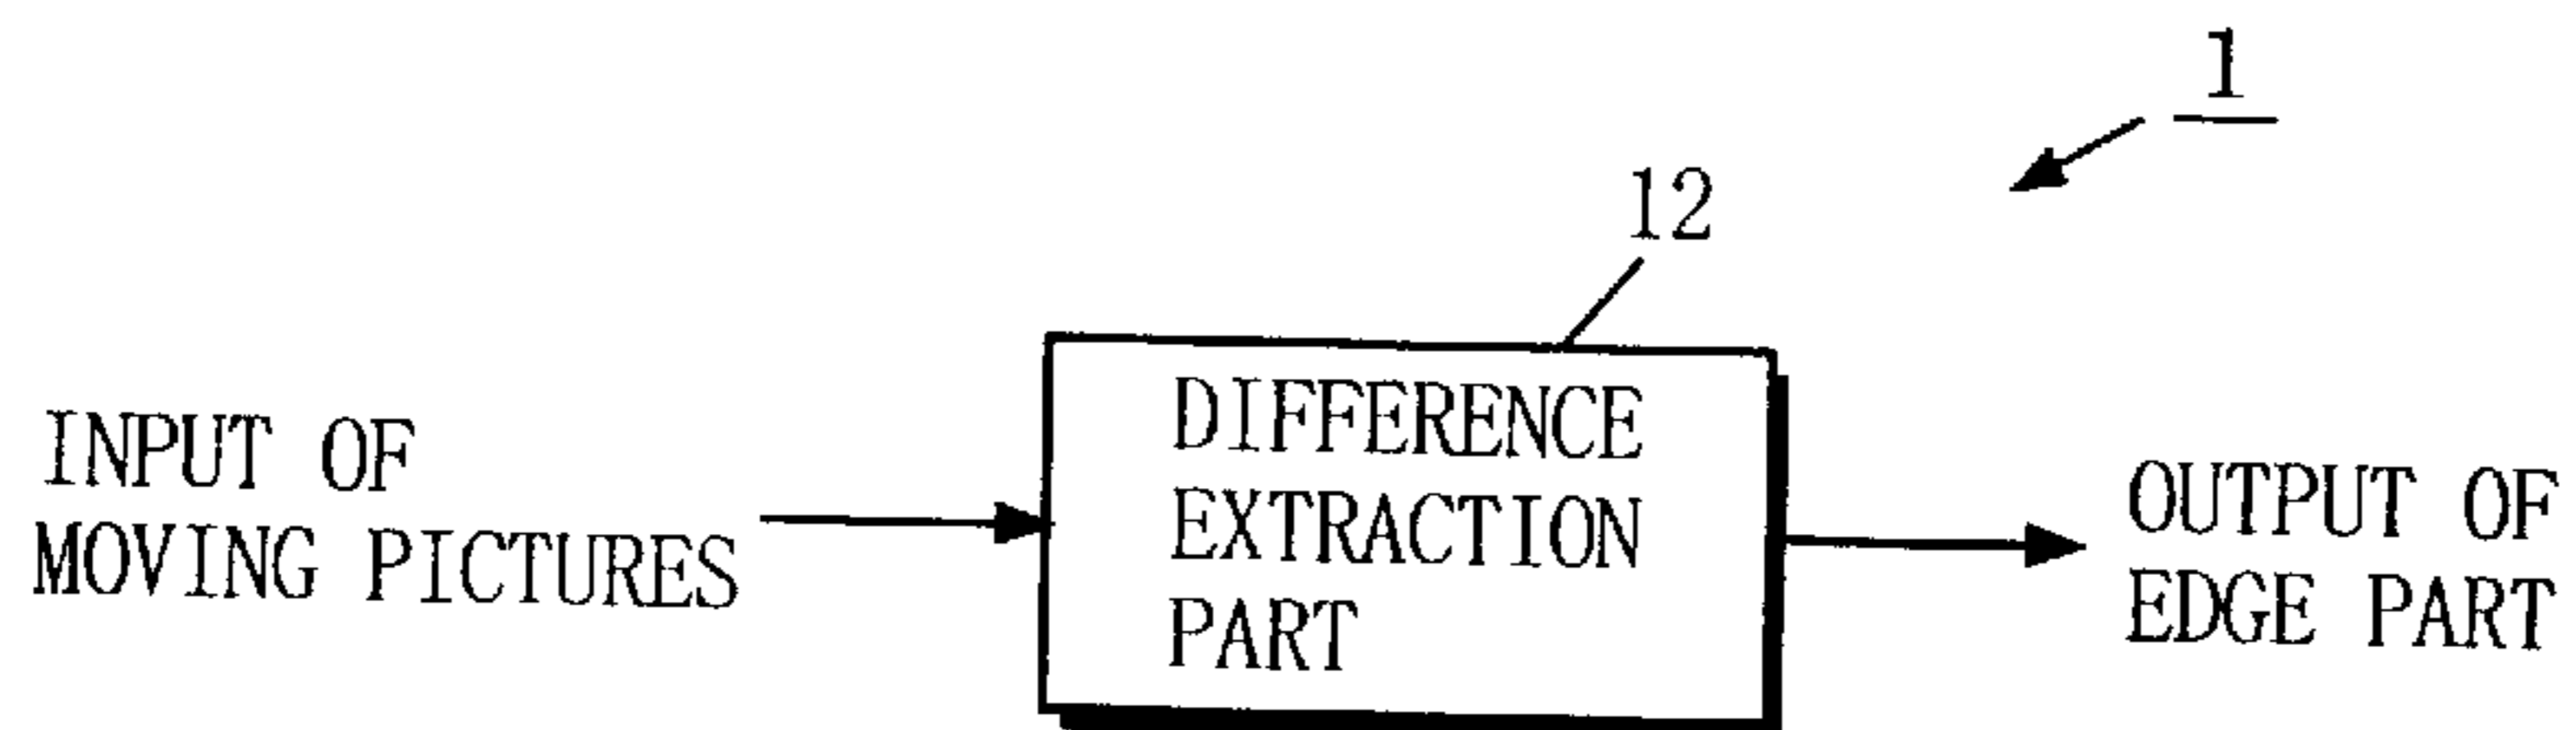 1
12
INPUT OF
MOVING PICTURES
DIFFERENCE
EXTRACTION
PART
OUTPUT OF
EDGE PART